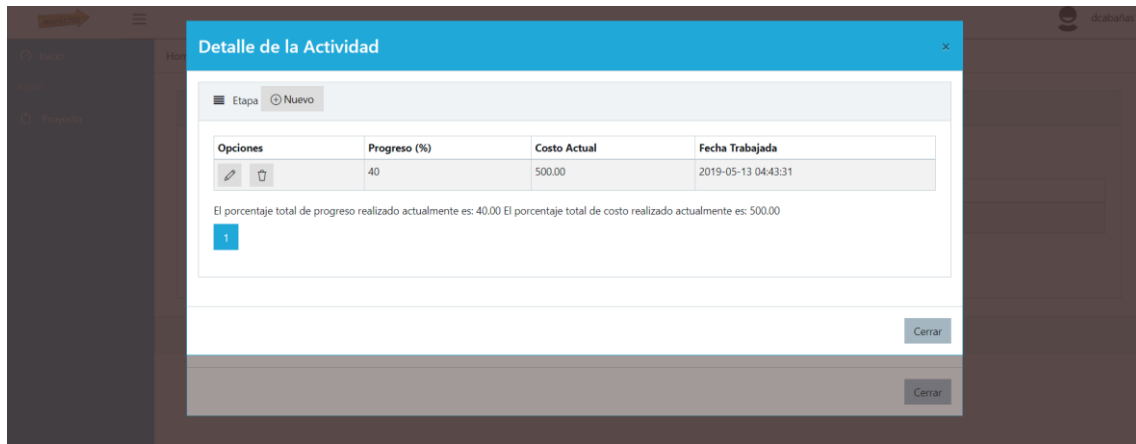 dcabañas
Inicio
Hom
Proyecto
Detalle de la Actividad
×
Etapa Nuevo
Opciones Progreso (%) Costo Actual Fecha Trabajada
40 500.00 2019-05-13 04:43:31
El porcentaje total de progreso realizado actualmente es: 40.00 El porcentaje total de costo realizado actualmente es: 500.00
1
Cerrar
Cerrar